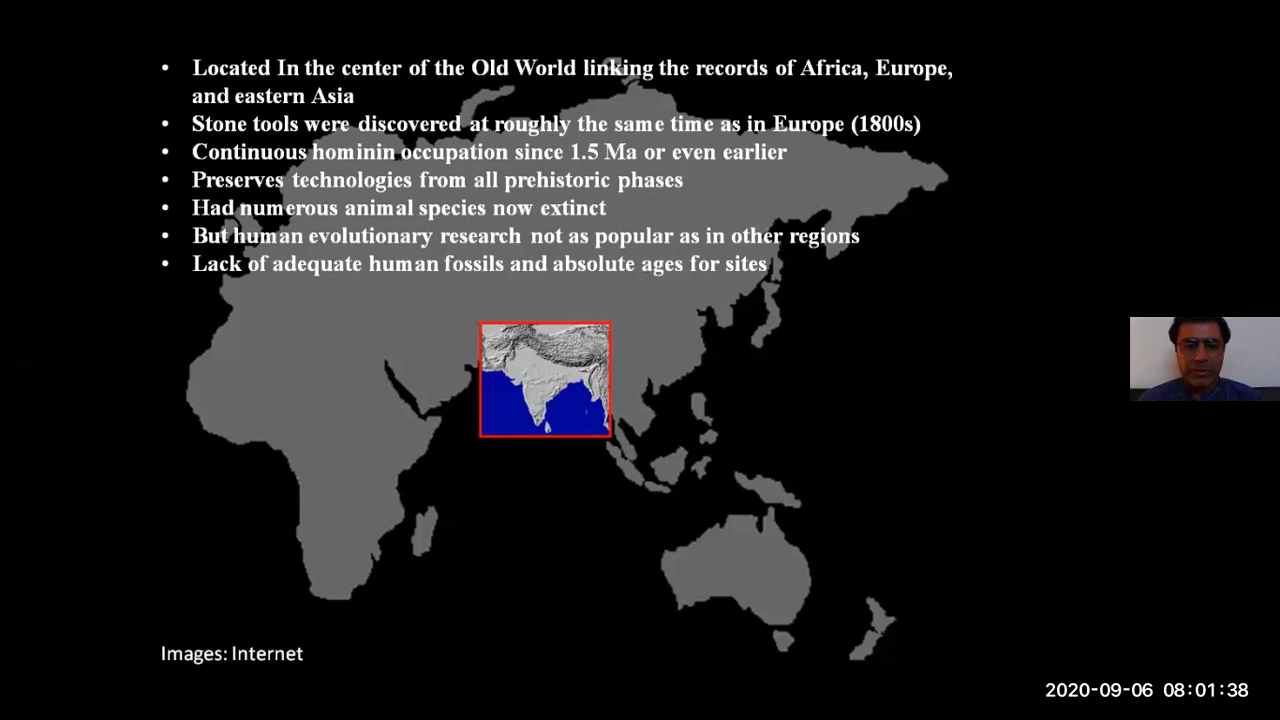 • Located In the center of the Old World linking the records of Africa, Europe,
and eastern Asia
• Stone tools were discovered at roughly the same time as in Europe (1800s)
• Continuous hominin occupation since 1.5 Ma or even earlier
• Preserves technologies from all prehistoric phases
• Had numerous animal species now extinct
• But human evolutionary research not as popular as in other regions
• Lack of adequate human fossils and absolute ages for sites
Images: Internet
2020-09-06 08:01:38